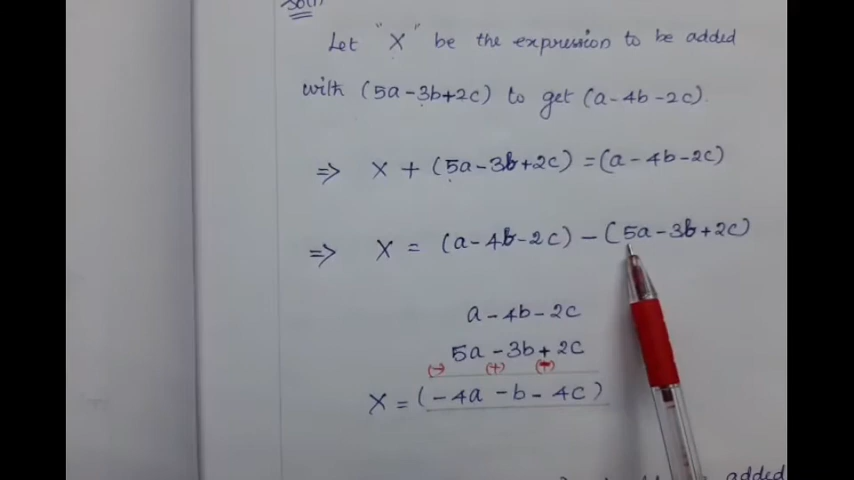 Soln
Let "X" be the expression to be added
with (5a-3b+2c) to get (a-4b-2c).
⇒ X + (5a-3b+2c) = (a-4b-2c)
⇒ X = (a-4b-2c) - (5a-3b+2c)
a-4b-2c
5a-3b+2c
(-) (+) (-)
X = (-4a-b-4c)
added